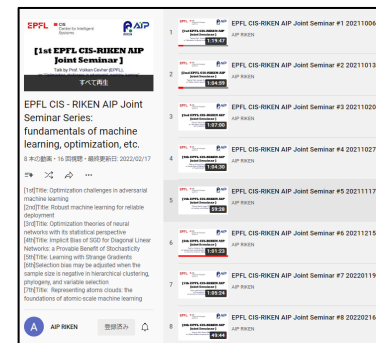 EPFL CIS Center for Intelligent Systems AIP
[1st EPFL CIS-RIKEN AIP
Joint Seminar ]
Talk by Prof. Volkan Cevher (EPFL)
すべて再生
EPFL CIS - RIKEN AIP Joint
Seminar Series:
fundamentals of machine
learning, optimization, etc.
8 本の動画・16 回視聴・最終更新日: 2022/02/17
[1st]Title: Optimization challenges in adversarial
machine learning
[2nd]Title: Robust machine learning for reliable
deployment
[3rd]Title: Optimization theories of neural
networks with its statistical perspective
[4th]Title: Implicit Bias of SGD for Diagonal Linear
Networks: a Provable Benefit of Stochasticity
[5th]Title: Learning with Strange Gradients
[6th]Selection bias may be adjusted when the
sample size is negative in hierarchical clustering,
phylogeny, and variable selection
[7th]Title: Representing atoms clouds: the
foundations of atomic-scale machine learning
A AIP RIKEN 登録済み
1 1:19:47 EPFL CIS-RIKEN AIP Joint Seminar #1 20211006
AIP RIKEN
2 1:04:59 EPFL CIS-RIKEN AIP Joint Seminar #2 20211013
AIP RIKEN
3 1:07:00 EPFL CIS-RIKEN AIP Joint Seminar #3 20211020
AIP RIKEN
4 1:04:30 EPFL CIS-RIKEN AIP Joint Seminar #4 20211027
AIP RIKEN
5 59:28 EPFL CIS-RIKEN AIP Joint Seminar #5 20211117
AIP RIKEN
6 1:01:23 EPFL CIS-RIKEN AIP Joint Seminar #6 20211215
AIP RIKEN
7 1:05:24 EPFL CIS-RIKEN AIP Joint Seminar #7 20220119
AIP RIKEN
8 49:44 EPFL CIS-RIKEN AIP Joint Seminar #8 20220216
AIP RIKEN